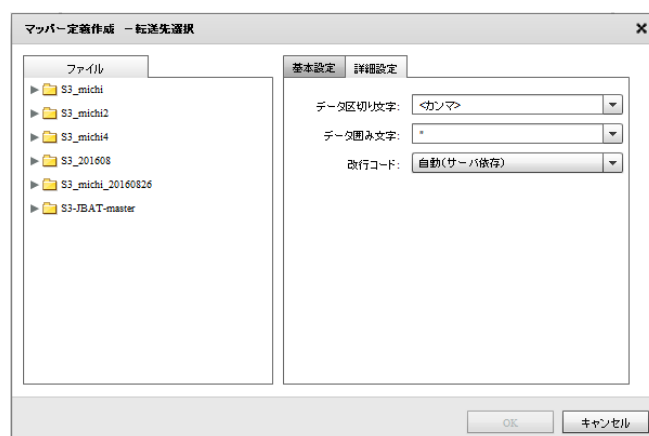 マッパー定義作成 －転送先選択
ファイル
S3_michi
S3_michi2
S3_michi4
S3_201608
S3_michi_20160826
S3-JBAT-master
基本設定 詳細設定
データ区切り文字: <カンマ>
データ囲み文字: "
改行コード: 自動(サーバ依存)
OK キャンセル